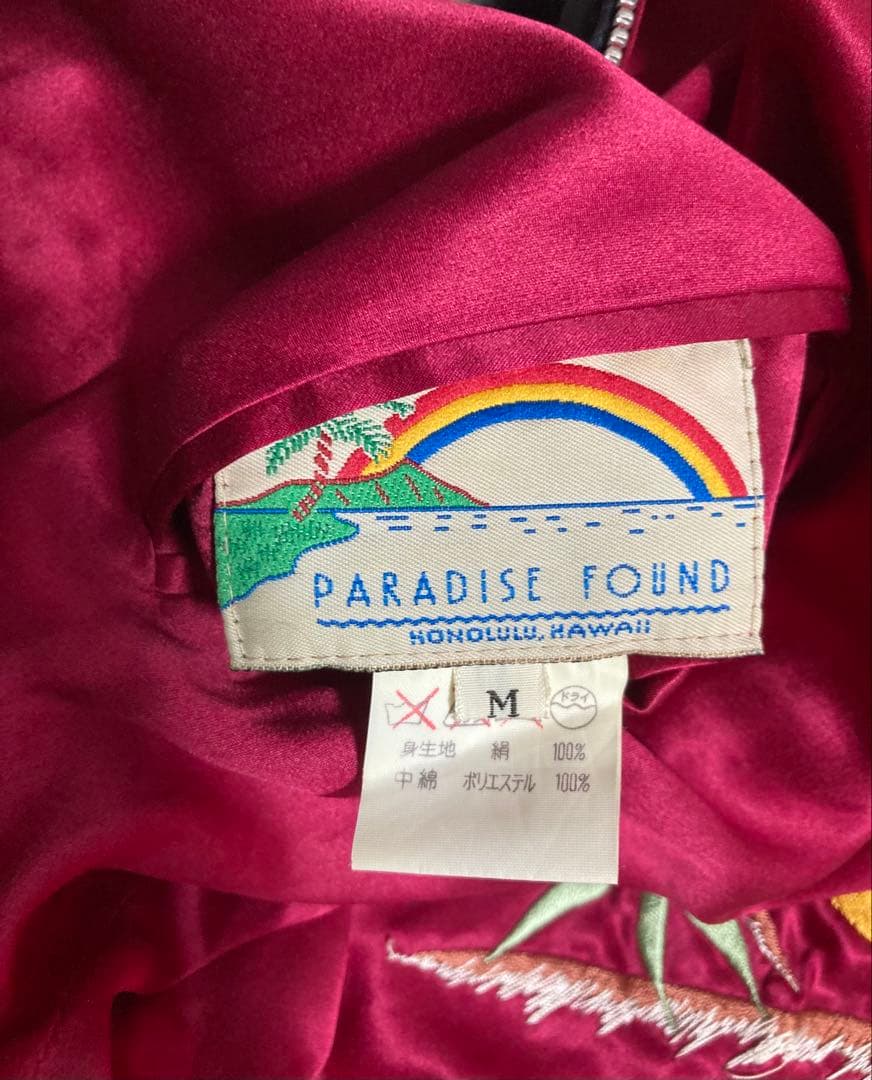 PARADISE FOUND
HONOLULU, HAWAII
M
ドライ
身生地 絹 100%
中綿 ポリエステル 100%